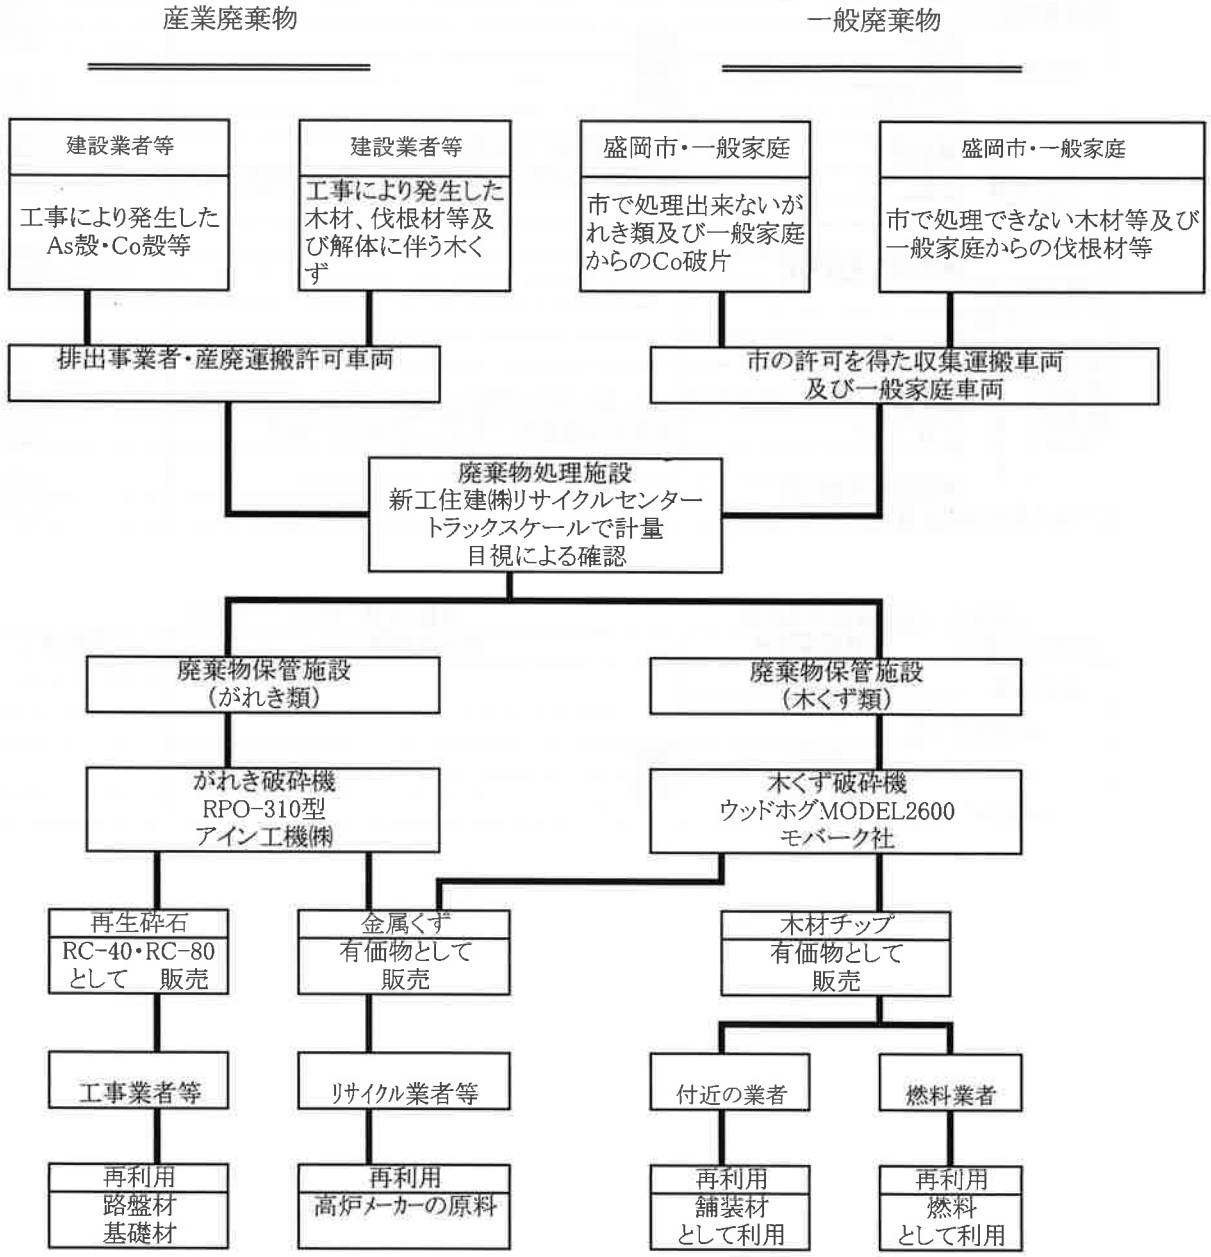 産業廃棄物
一般廃棄物
建設業者等
工事により発生した
As殻・Co殻等
建設業者等
工事により発生した
木材、伐根材等及
び解体に伴う木く
ず
盛岡市・一般家庭
市で処理出来ないが
れき類及び一般家庭
からのCo破片
盛岡市・一般家庭
市で処理できない木材等及び
一般家庭からの伐根材等
排出事業者・産廃運搬許可車両
市の許可を得た収集運搬車両
及び一般家庭車両
廃棄物処理施設
新工住建㈱リサイクルセンター
トラックスケールで計量
目視による確認
廃棄物保管施設
(がれき類)
廃棄物保管施設
(木くず類)
がれき破砕機
RPO-310型
アイン工機㈱
木くず破砕機
ウッドホグMODEL2600
モバーク社
再生砕石
RC-40・RC-80
として 販売
金属くず
有価物として
販売
木材チップ
有価物として
販売
工事業者等
リサイクル業者等
付近の業者
燃料業者
再利用
路盤材
基礎材
再利用
高炉メーカーの原料
再利用
舗装材
として利用
再利用
燃料
として利用